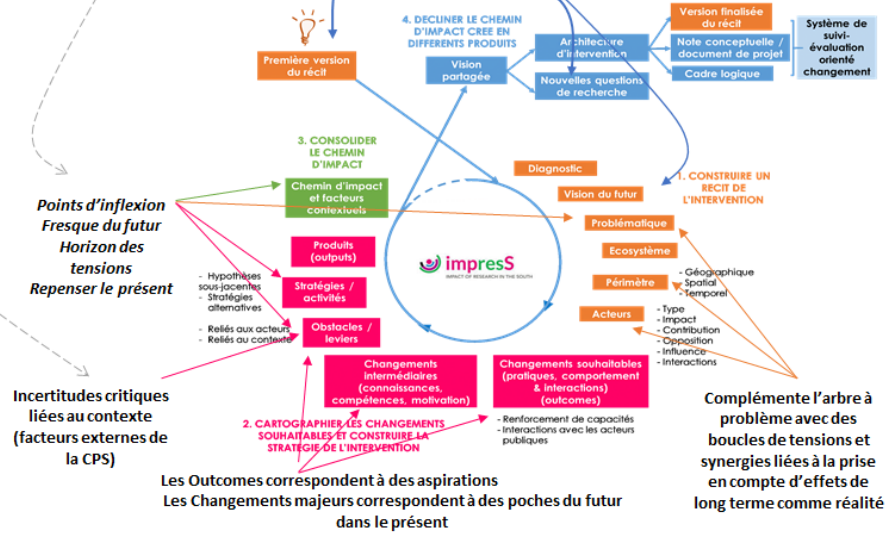 4. DECLINER LE CHEMIN
D'IMPACT CREE EN
DIFFERENTS PRODUITS
Première version
du récit
Vision
partagée
Architecture
d'intervention
Nouvelles questions
de recherche
Version finalisée
du récit
Note conceptuelle /
document de projet
Cadre logique
Système de
suivi-
évaluation
orienté
changement
3. CONSOLIDER
LE CHEMIN
D'IMPACT
Chemin d'impact
et facteurs
contextuels
Diagnostic
Vision du futur
1. CONSTRUIRE UN
RECIT DE
L'INTERVENTION
Problématique
Ecosystème
Périmètre
- Géographique
- Spatial
- Temporel
Acteurs
- Type
- Impact
- Contribution
- Opposition
- Influence
- Interactions
Points d'inflexion
Fresque du futur
Horizon des
tensions
Repenser le présent
Produits
(outputs)
- Hypothèses
sous-jacentes
- Stratégies
alternatives
Stratégies /
activités
- Reliés aux acteurs
- Reliés au contexte
Obstacles /
leviers
impresS
IMPACT OF RESEARCH IN THE SOUTH
Changements
intermédiaires
(connaissances,
compétences, motivation)
Changements souhaitables
(pratiques, comportement
& interactions)
(outcomes)
- Renforcement de capacités
- Interactions avec les acteurs
publiques
2. CARTOGRAPHIER LES CHANGEMENTS
SOUHAITABLES ET CONSTRUIRE LA
STRATEGIE DE L'INTERVENTION
Incertitudes critiques
liées au contexte
(facteurs externes de
la CPS)
Les Outcomes correspondent à des aspirations
Les Changements majeurs correspondent à des poches du futur
dans le présent
Complémente l'arbre à
problème avec des
boucles de tensions et
synergies liées à la prise
en compte d'effets de
long terme comme réalité